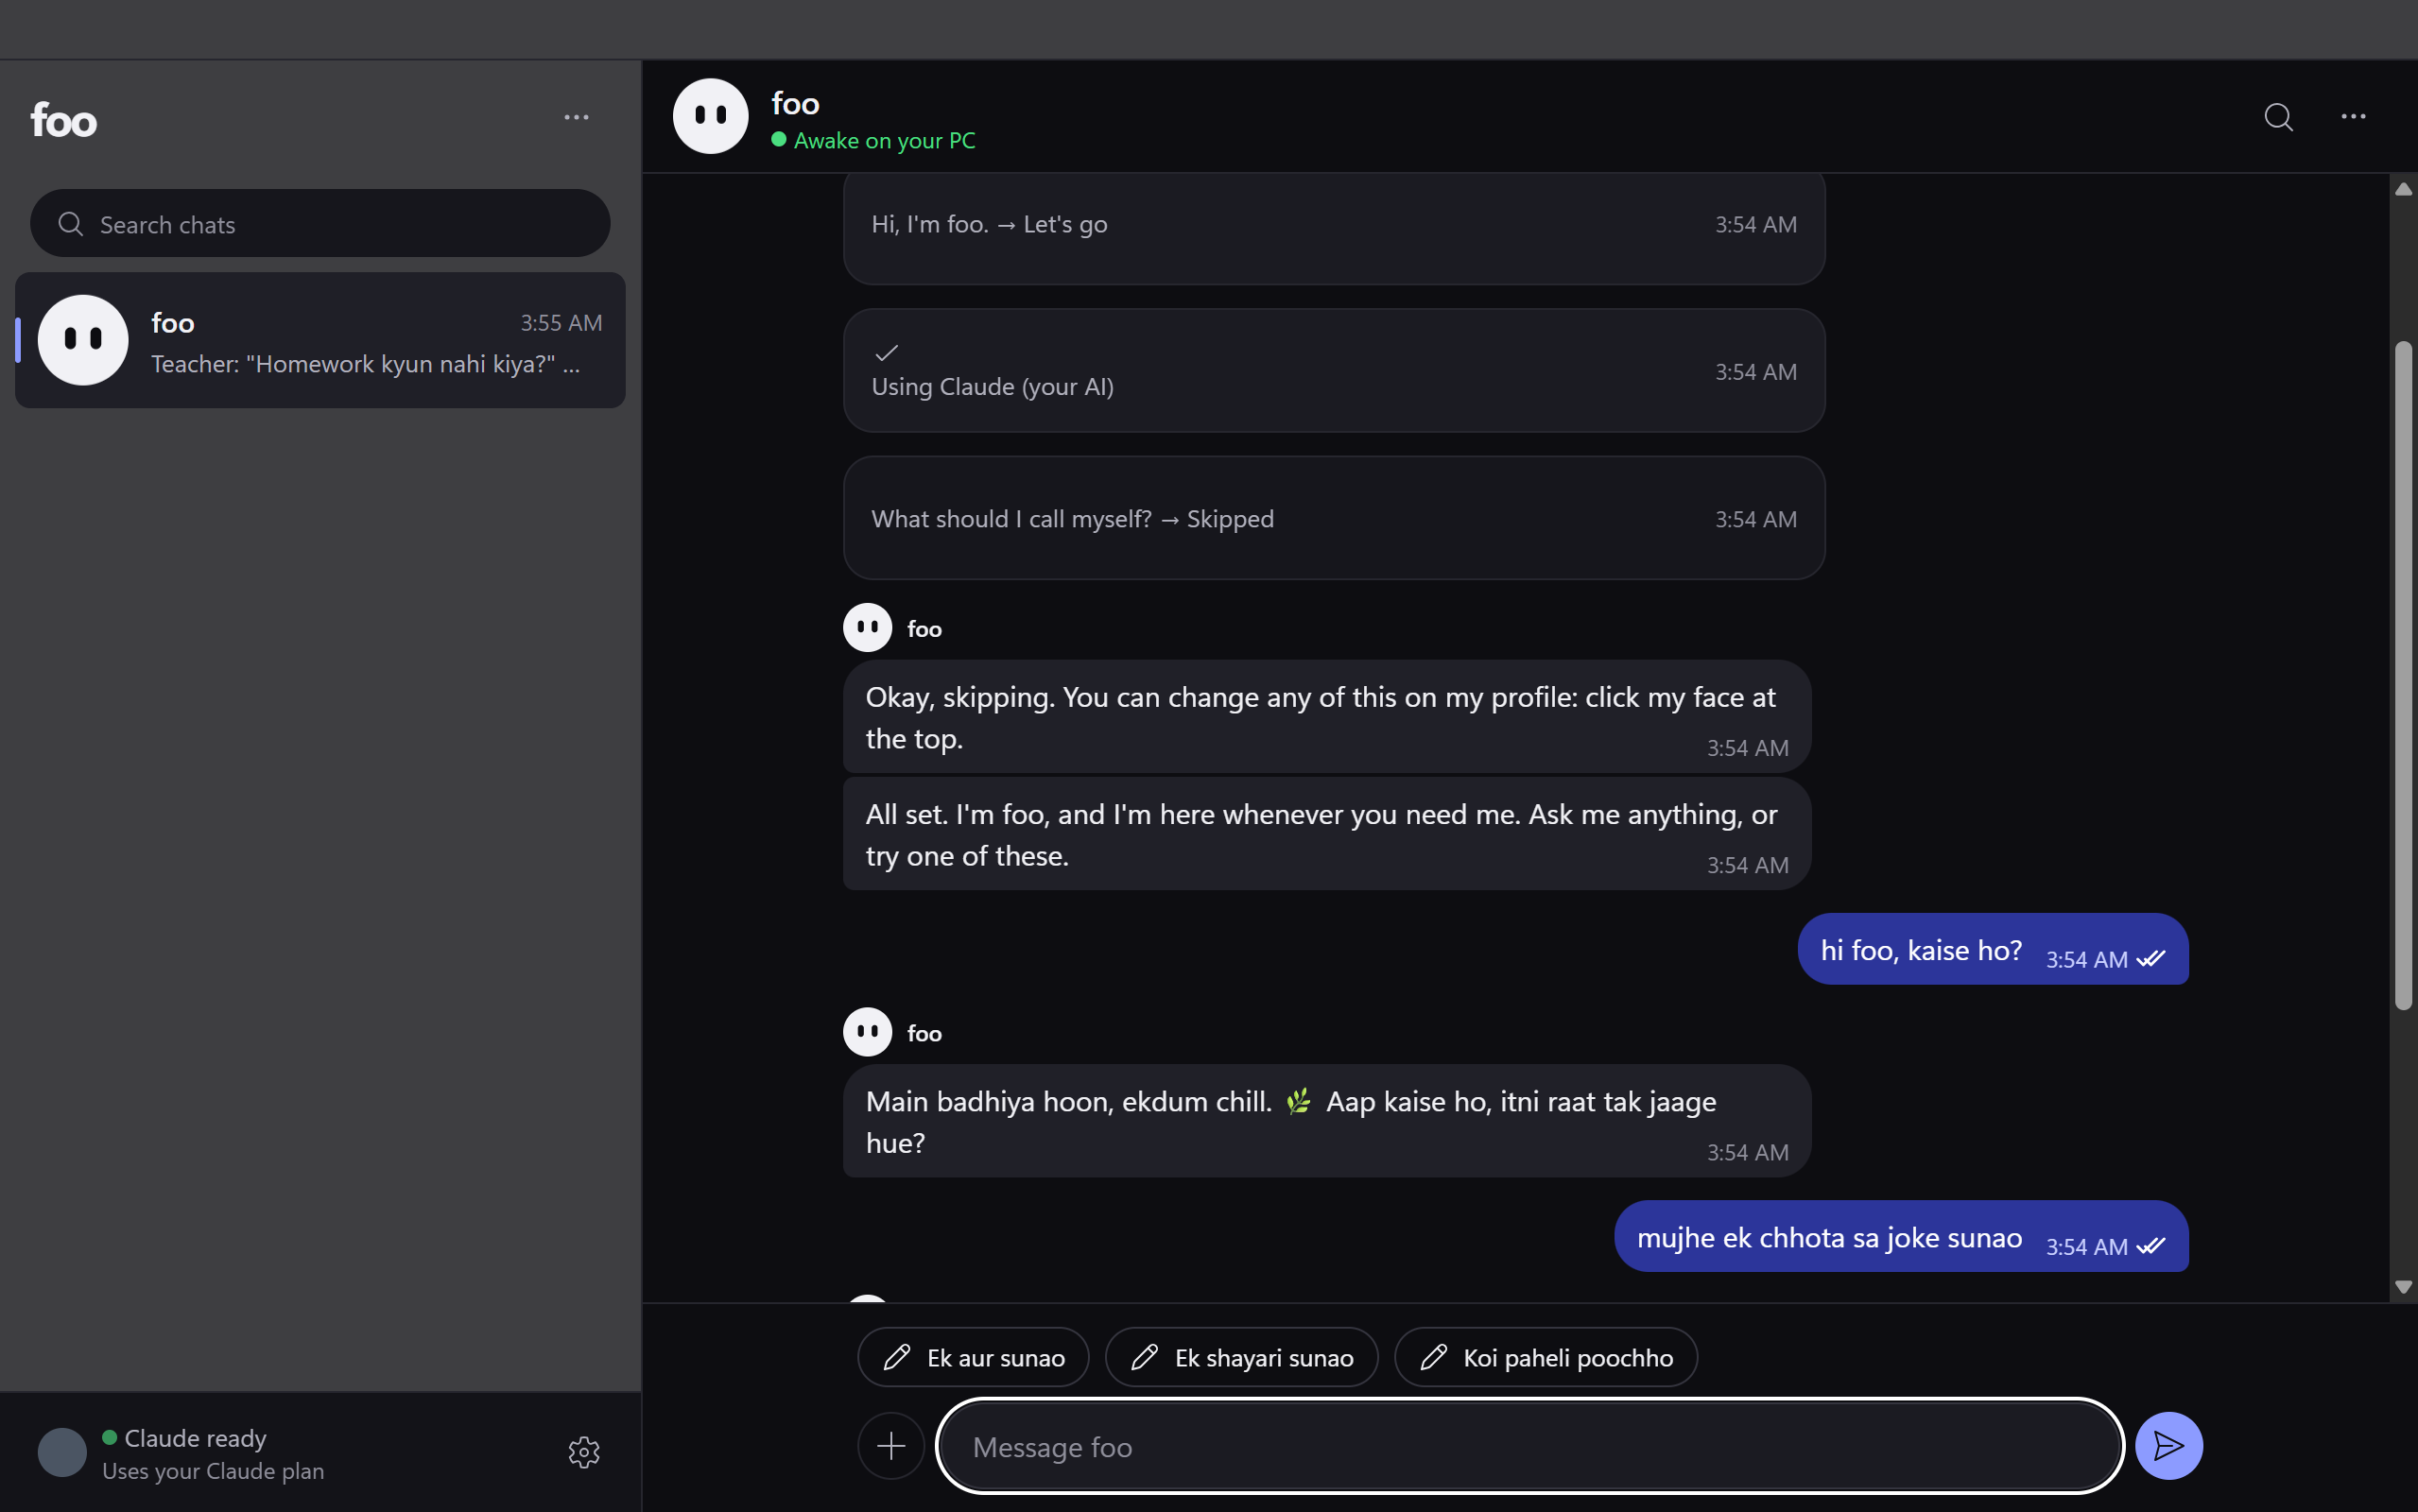 foo
Search chats
foo
3:55 AM
Teacher: "Homework kyun nahi kiya?" ...
Claude ready
Uses your Claude plan
foo
Awake on your PC
Hi, I'm foo. → Let's go
3:54 AM
Using Claude (your AI)
3:54 AM
What should I call myself? → Skipped
3:54 AM
foo
Okay, skipping. You can change any of this on my profile: click my face at
the top.
3:54 AM
All set. I'm foo, and I'm here whenever you need me. Ask me anything, or
try one of these.
3:54 AM
hi foo, kaise ho? 3:54 AM
foo
Main badhiya hoon, ekdum chill. 🌿 Aap kaise ho, itni raat tak jaage
hue?
3:54 AM
mujhe ek chhota sa joke sunao 3:54 AM
Ek aur sunao
Ek shayari sunao
Koi paheli poochho
Message foo